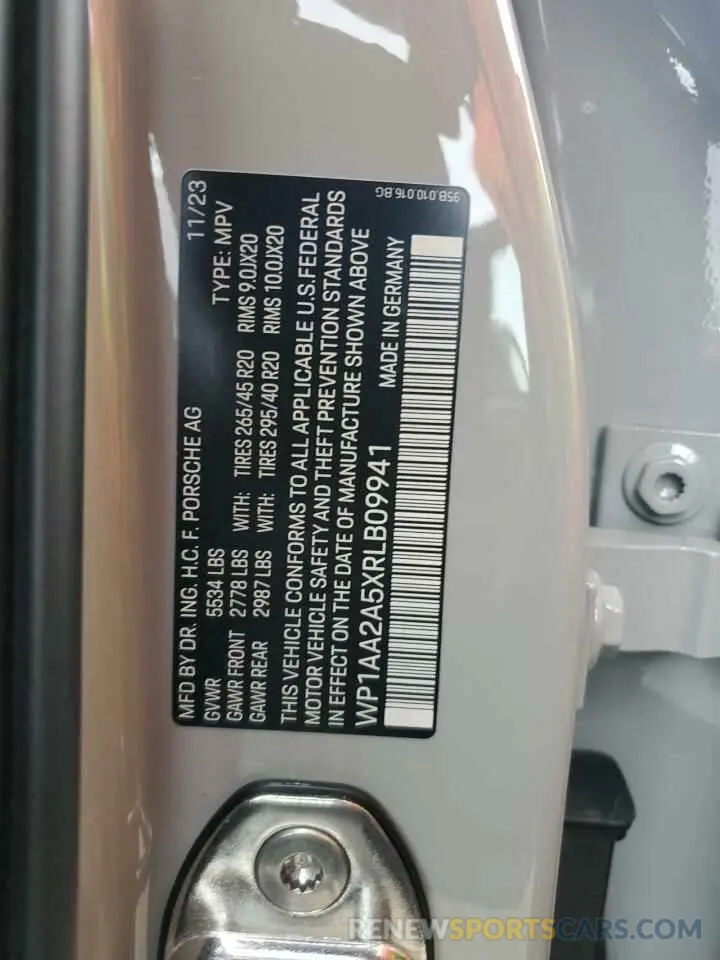 MFD BY DR. ING. H.C. F. PORSCHE AG 11/23
GVWR 5534 LBS TYPE: MPV
GAWR FRONT 2778 LBS WITH: TIRES 265/45 R20 RIMS 9.0JX20
GAWR REAR 2987 LBS WITH: TIRES 295/40 R20 RIMS 10.0JX20
THIS VEHICLE CONFORMS TO ALL APPLICABLE U.S. FEDERAL
MOTOR VEHICLE SAFETY AND THEFT PREVENTION STANDARDS
IN EFFECT ON THE DATE OF MANUFACTURE SHOWN ABOVE
WP1AA2A5XRLB09941 MADE IN GERMANY
95B.010.016.BG
RENEWSPORTSCARS.COM